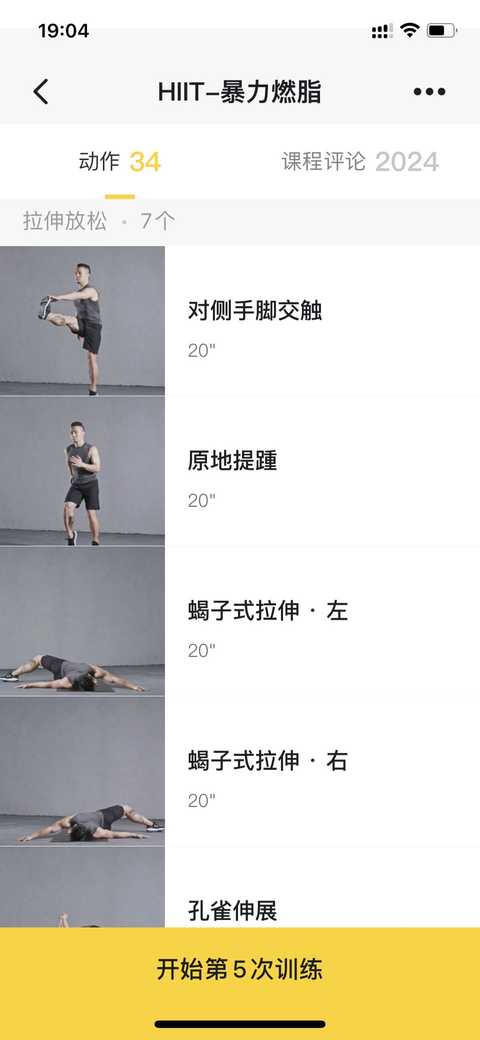 19:04
HIIT–暴力燃脂
动作 34
课程评论 2024
拉伸放松 · 7个
对侧手脚交触
20"
原地提踵
20"
蝎子式拉伸 · 左
20"
蝎子式拉伸 · 右
20"
孔雀伸展
开始第5次训练